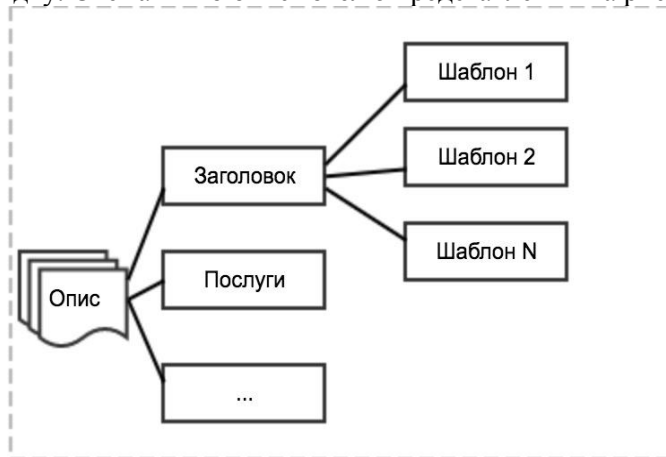 Шаблон 1
Заголовок
Шаблон 2
Шаблон N
Опис
Послуги
...